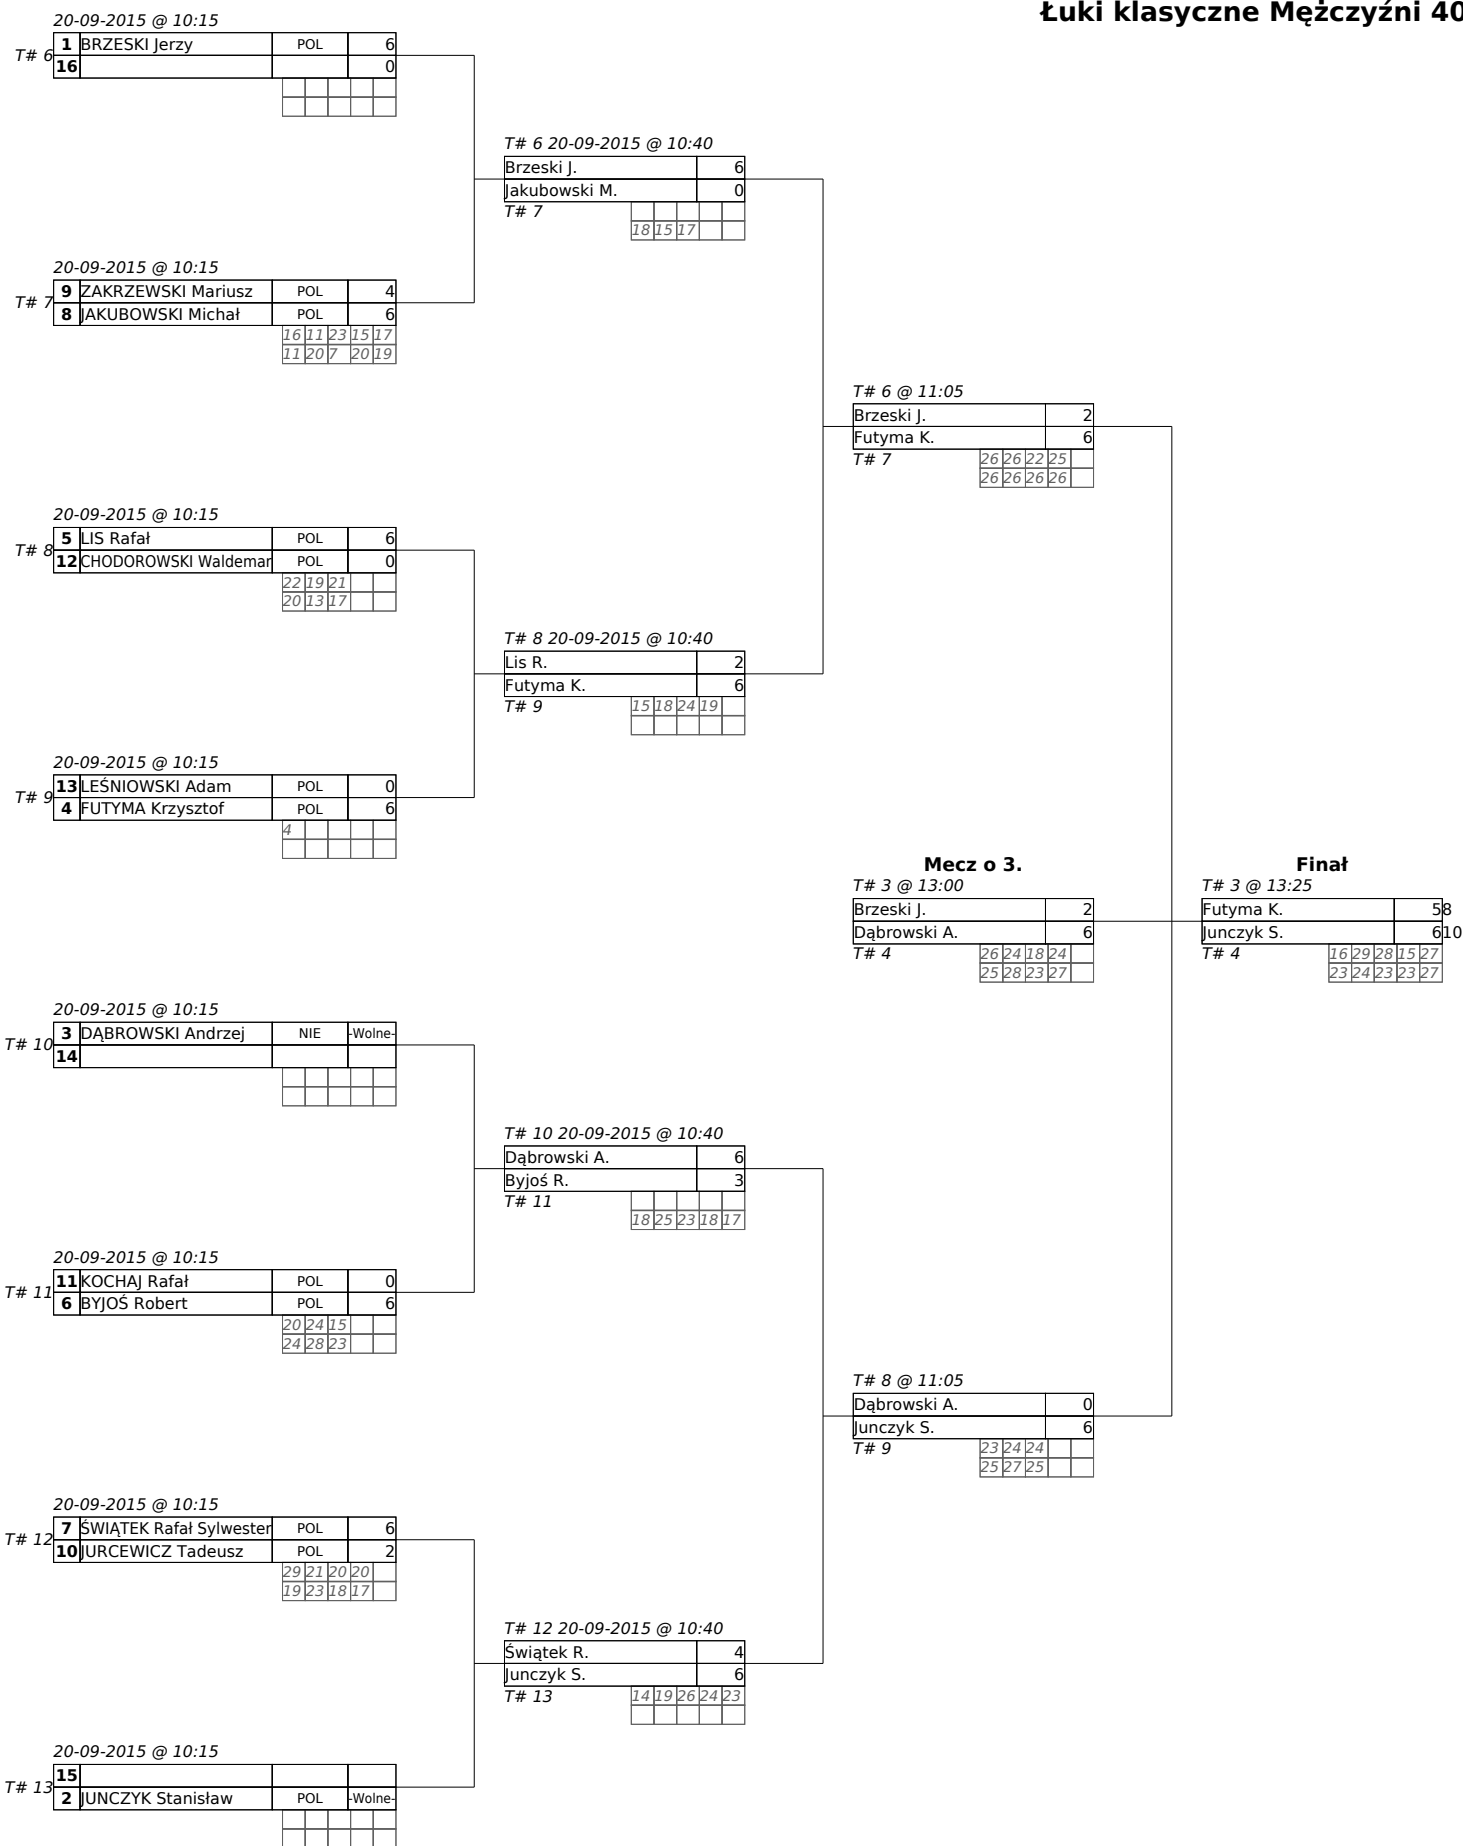 Łuki klasyczne Mężczyźni 40
20-09-2015 @ 10:15
T# 6
1 BRZESKI Jerzy POL 6
16 0
T# 6 20-09-2015 @ 10:40
Brzeski J. 6
Jakubowski M. 0
T# 7
18 15 17
20-09-2015 @ 10:15
T# 7
9 ZAKRZEWSKI Mariusz POL 4
8 JAKUBOWSKI Michał POL 6
16 11 23 15 17
11 20 7 20 19
T# 6 @ 11:05
Brzeski J. 2
Futyma K. 6
T# 7
26 26 22 25
26 26 26 26
20-09-2015 @ 10:15
T# 8
5 LIS Rafał POL 6
12 CHODOROWSKI Waldemar POL 0
22 19 21
20 13 17
T# 8 20-09-2015 @ 10:40
Lis R. 2
Futyma K. 6
T# 9
15 18 24 19
20-09-2015 @ 10:15
T# 9
13 LEŚNIOWSKI Adam POL 0
4 FUTYMA Krzysztof POL 6
4
Mecz o 3.
T# 3 @ 13:00
Brzeski J. 2
Dąbrowski A. 6
T# 4
26 24 18 24
25 28 23 27
Finał
T# 3 @ 13:25
Futyma K. 5 8
Junczyk S. 6 10
T# 4
16 29 28 15 27
23 24 23 23 27
20-09-2015 @ 10:15
T# 10
3 DĄBROWSKI Andrzej NIE -Wolne-
14
T# 10 20-09-2015 @ 10:40
Dąbrowski A. 6
Byjoś R. 3
T# 11
18 25 23 18 17
20-09-2015 @ 10:15
T# 11
11 KOCHAJ Rafał POL 0
6 BYJOŚ Robert POL 6
20 24 15
24 28 23
T# 8 @ 11:05
Dąbrowski A. 0
Junczyk S. 6
T# 9
23 24 24
25 27 25
20-09-2015 @ 10:15
T# 12
7 ŚWIĄTEK Rafał Sylwester POL 6
10 JURCEWICZ Tadeusz POL 2
29 21 20 20
19 23 18 17
T# 12 20-09-2015 @ 10:40
Świątek R. 4
Junczyk S. 6
T# 13
14 19 26 24 23
20-09-2015 @ 10:15
T# 13
15
2 JUNCZYK Stanisław POL -Wolne-